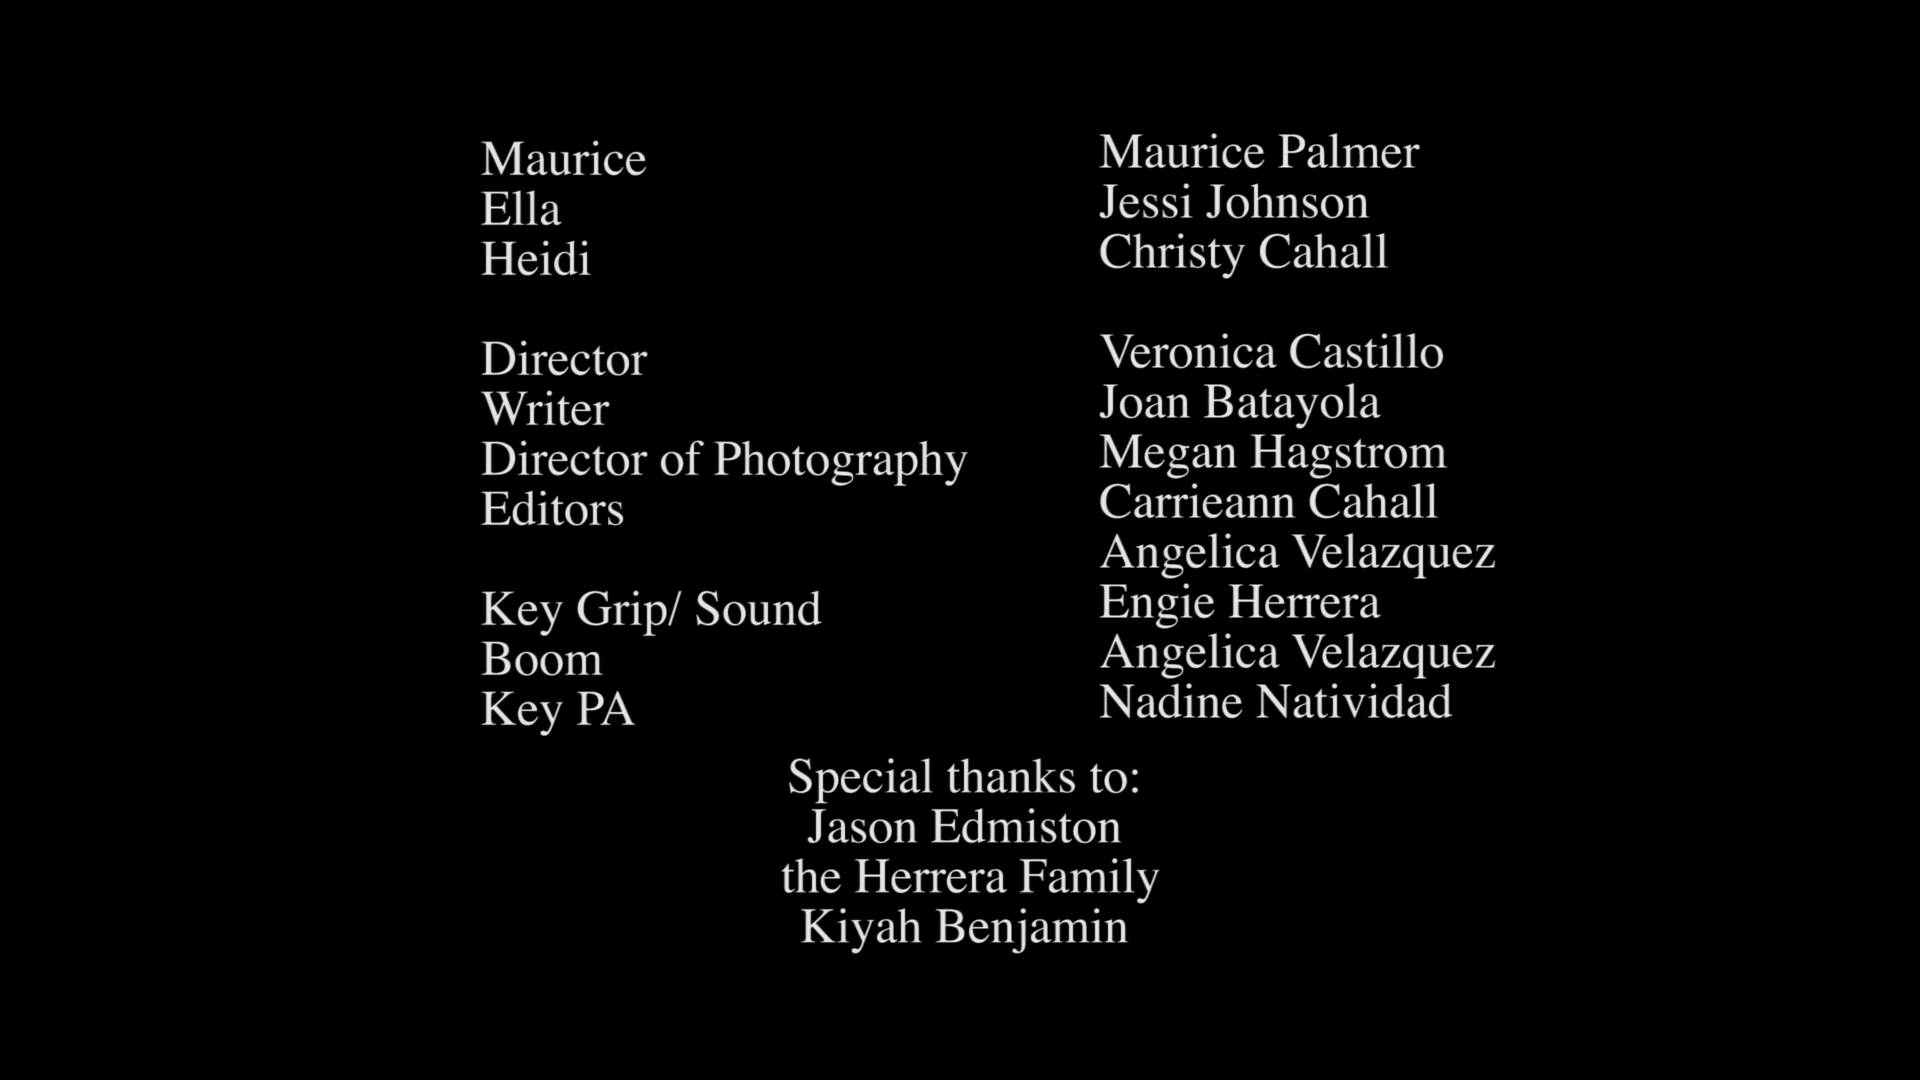 Maurice Maurice Palmer
Ella Jessi Johnson
Heidi Christy Cahall
Director Veronica Castillo
Writer Joan Batayola
Director of Photography Megan Hagstrom
Editors Carrieann Cahall
Angelica Velazquez
Key Grip/ Sound Engie Herrera
Boom Angelica Velazquez
Key PA Nadine Natividad
Special thanks to:
Jason Edmiston
the Herrera Family
Kiyah Benjamin